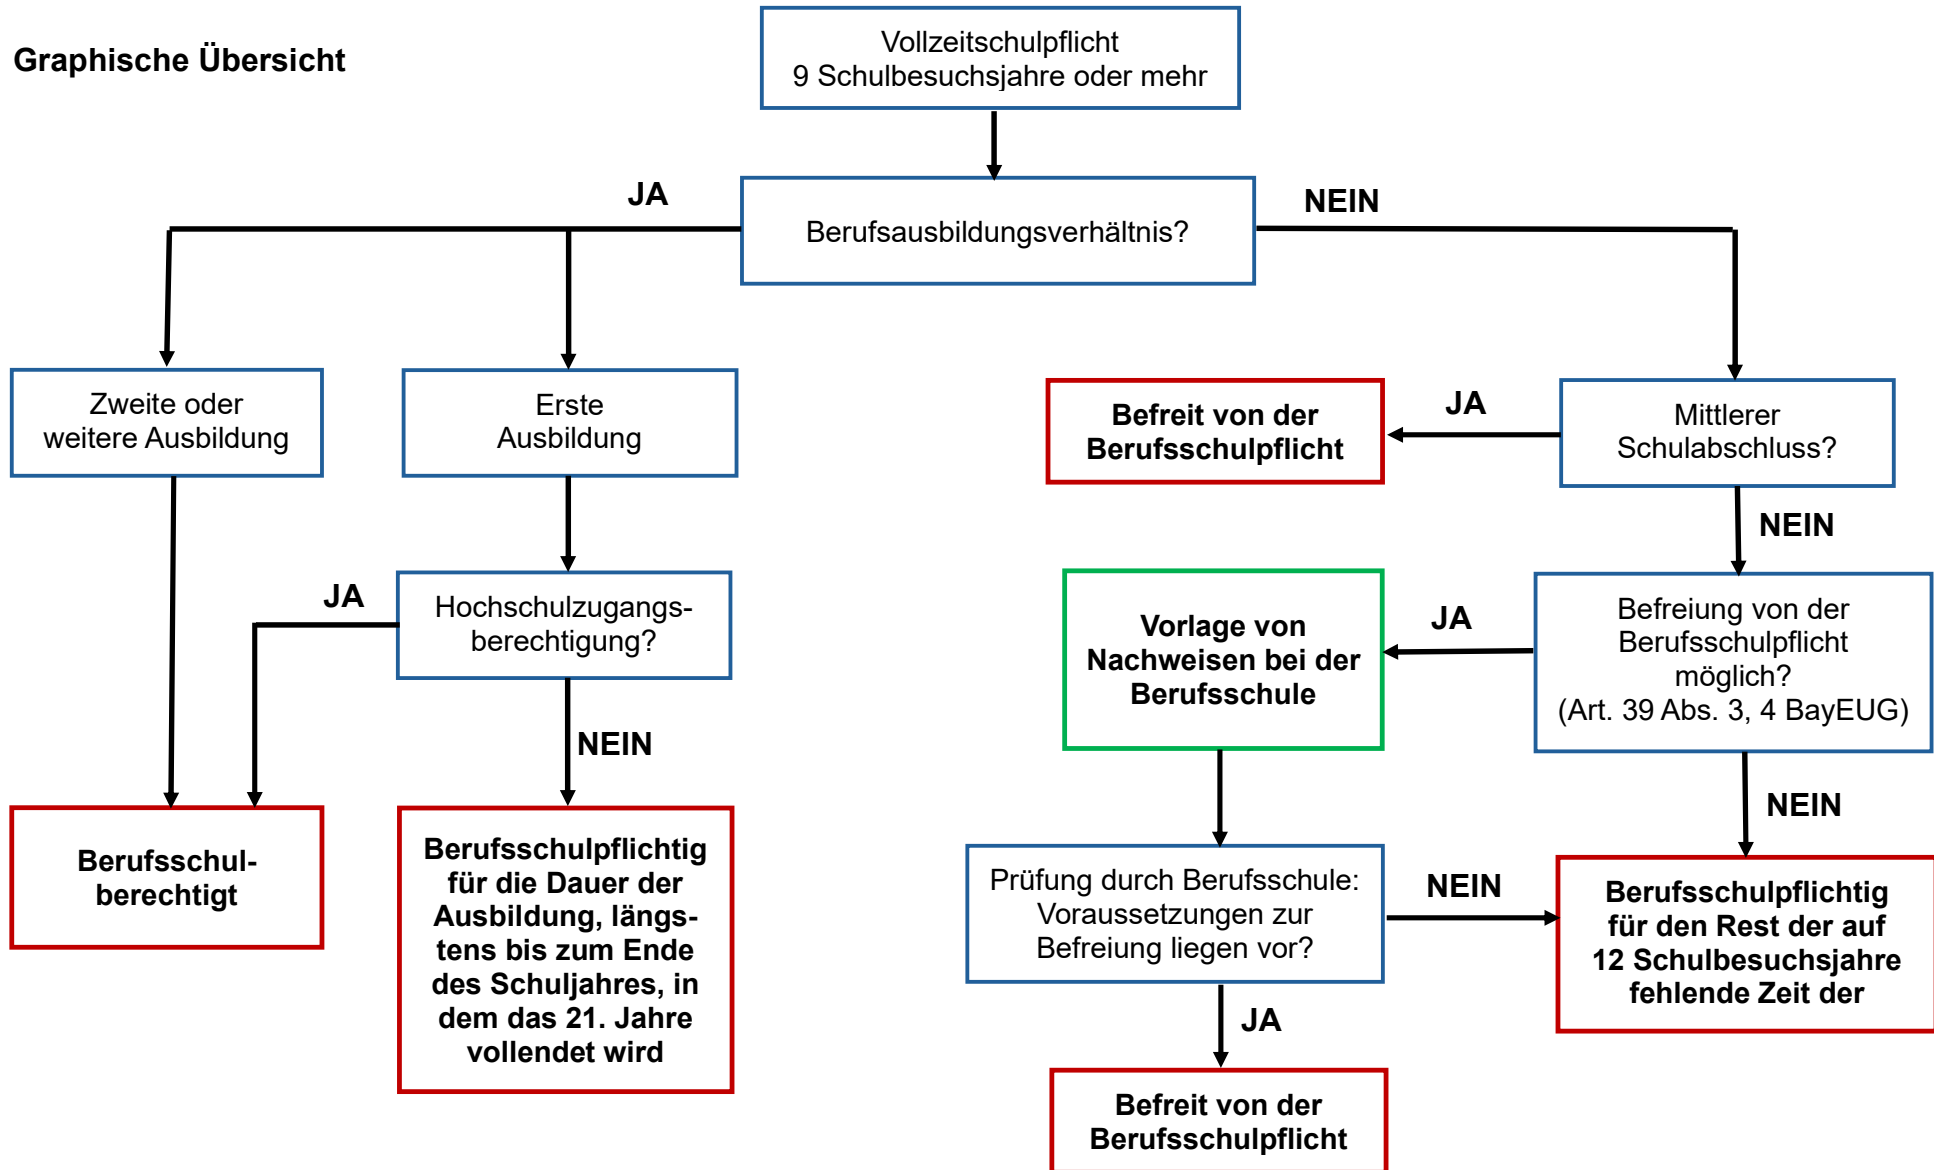 Graphische Übersicht
Vollzeitschulpflicht
9 Schulbesuchsjahre oder mehr
JA
Berufsausbildungsverhältnis?
NEIN
Zweite oder
weitere Ausbildung
Erste
Ausbildung
Befreit von der
Berufsschulpflicht
JA
Mittlerer
Schulabschluss?
NEIN
JA
Hochschulzugangs-
berechtigung?
Vorlage von
Nachweisen bei der
Berufsschule
JA
Befreiung von der
Berufsschulpflicht
möglich?
(Art. 39 Abs. 3, 4 BayEUG)
NEIN
NEIN
Berufsschul-
berechtigt
Berufsschulpflichtig
für die Dauer der
Ausbildung, längs-
tens bis zum Ende
des Schuljahres, in
dem das 21. Jahre
vollendet wird
Prüfung durch Berufsschule:
Voraussetzungen zur
Befreiung liegen vor?
NEIN
Berufsschulpflichtig
für den Rest der auf
12 Schulbesuchsjahre
fehlende Zeit der
JA
Befreit von der
Berufsschulpflicht